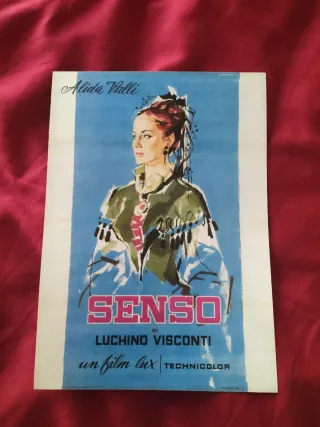 Alida Valli
SENSO
di
LUCHINO VISCONTI
un film lux / TECHNICOLOR